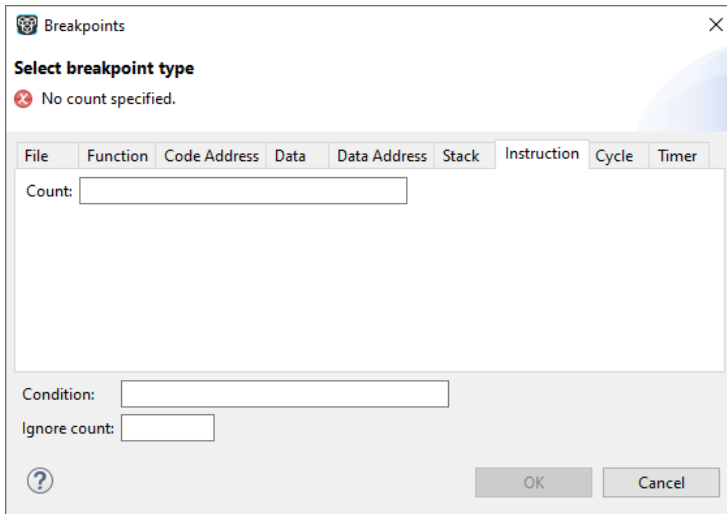 Breakpoints
Select breakpoint type
No count specified.
File Function Code Address Data Data Address Stack Instruction Cycle Timer
Count:
Condition:
Ignore count:
? OK Cancel